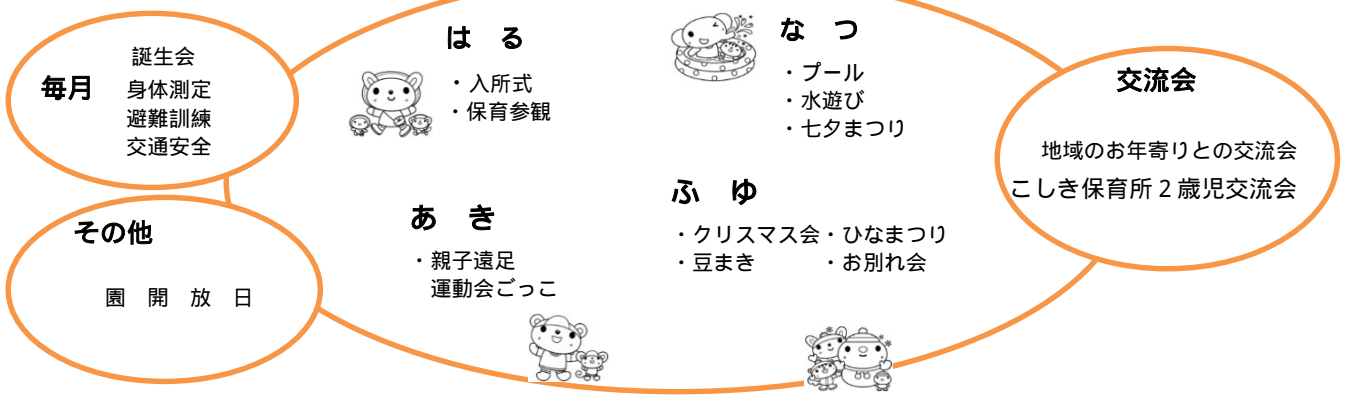 毎月
誕生会
身体測定
避難訓練
交通安全
は る
・入所式
・保育参観
な つ
・プール
・水遊び
・七夕まつり
交流会
地域のお年寄りとの交流会
こしき保育所２歳児交流会
その他
園 開 放 日
あ き
・親子遠足
運動会ごっこ
ふ ゆ
・クリスマス会・ひなまつり
・豆まき ・お別れ会